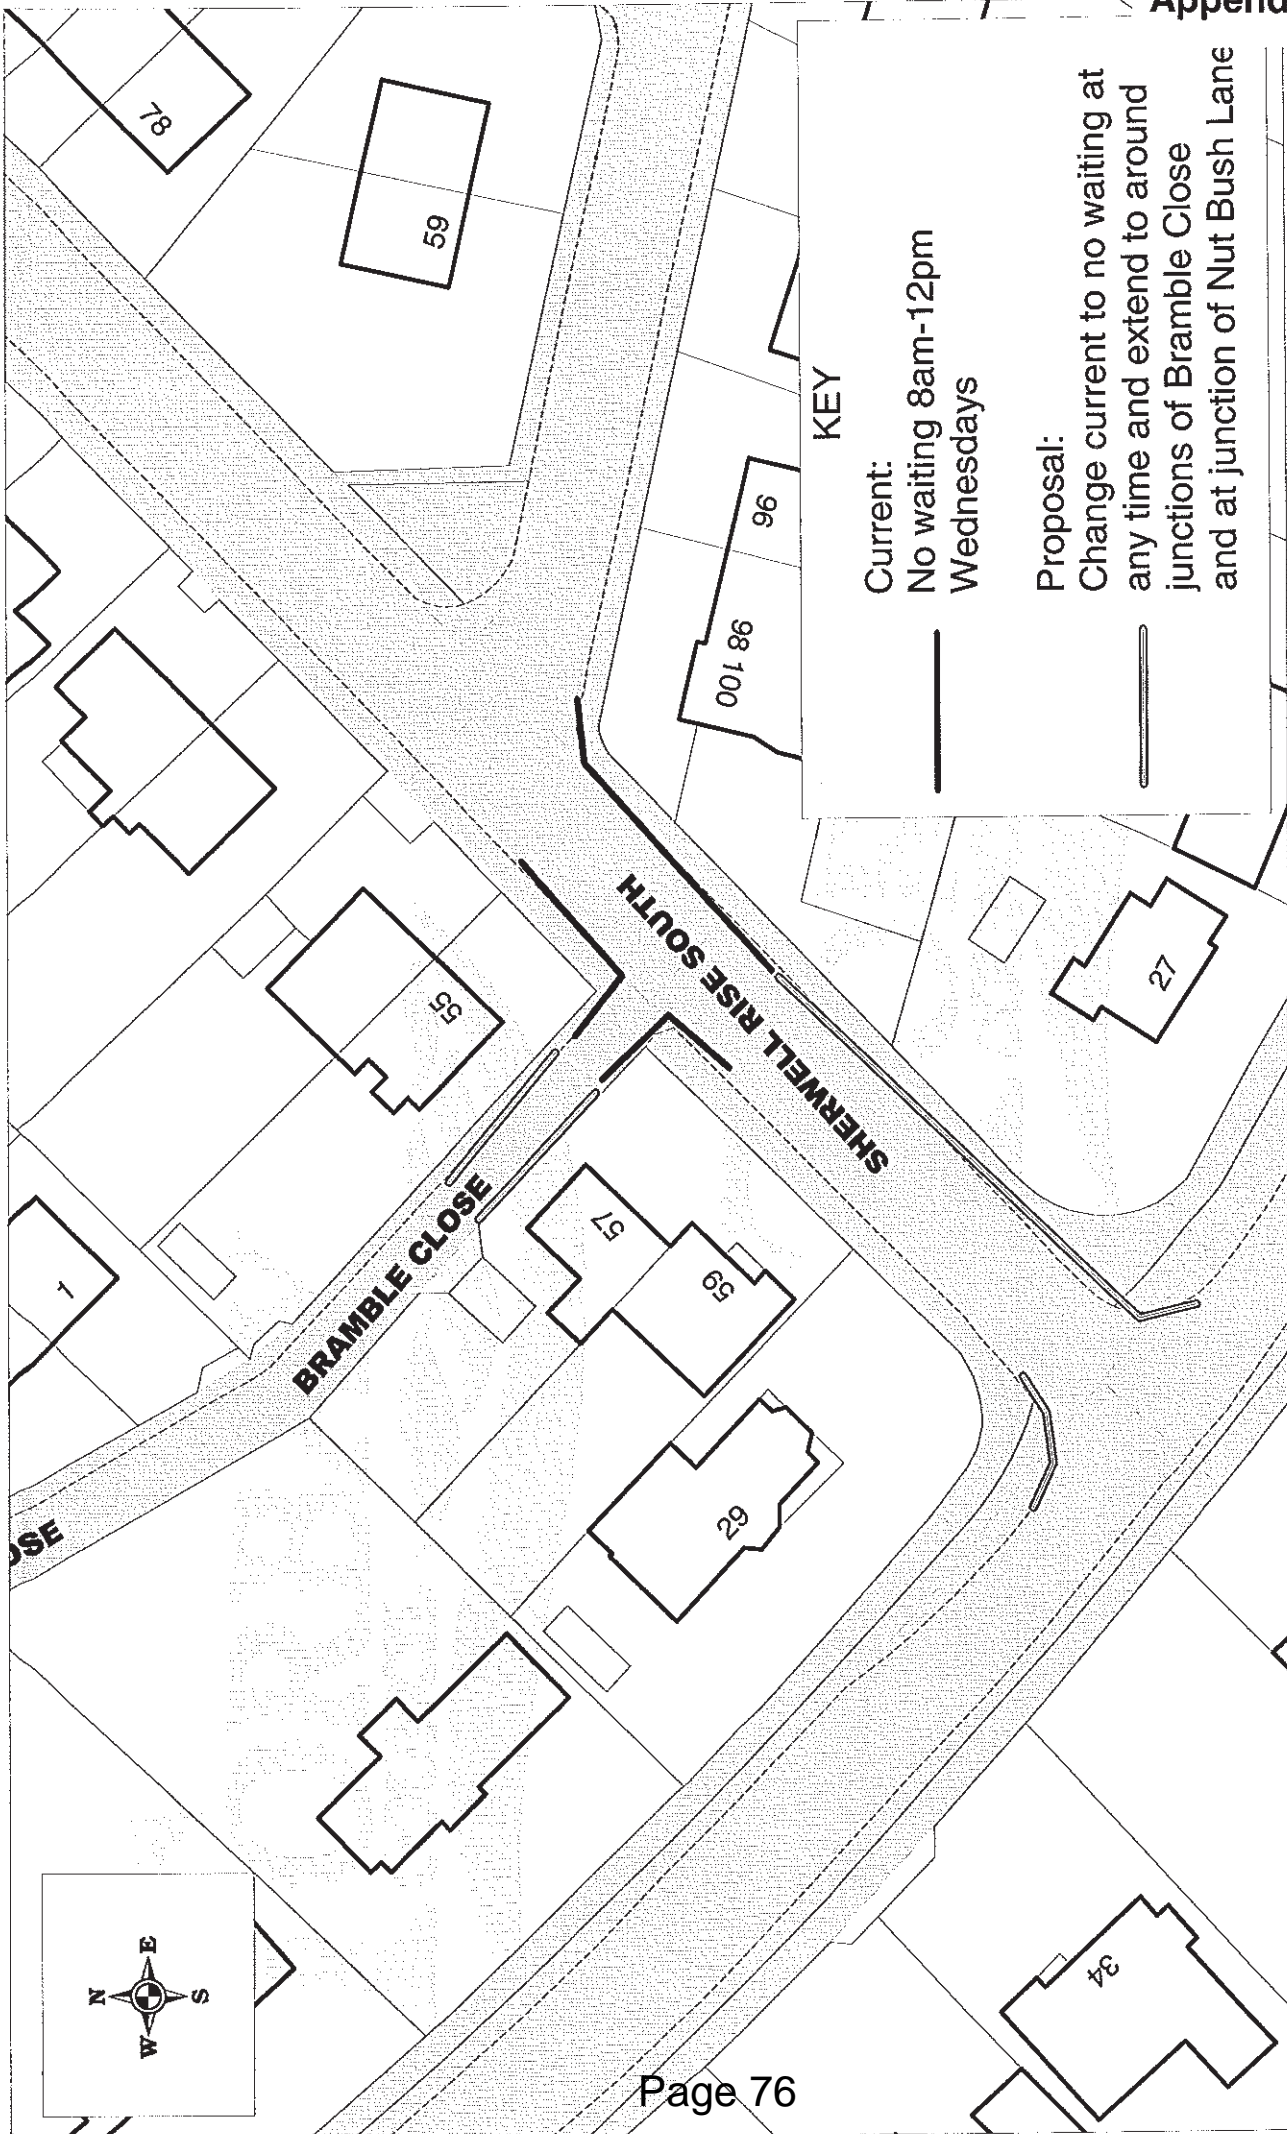 Append
KEY
Current:
No waiting 8am-12pm
Wednesdays
Proposal:
Change current to no waiting at
any time and extend to around
junctions of Bramble Close
and at junction of Nut Bush Lane
78
59
96
98 100
55
SHERWELL RISE SOUTH
27
1
BRAMBLE CLOSE
57
59
OSE
29
34
N
W E
S
Page 76